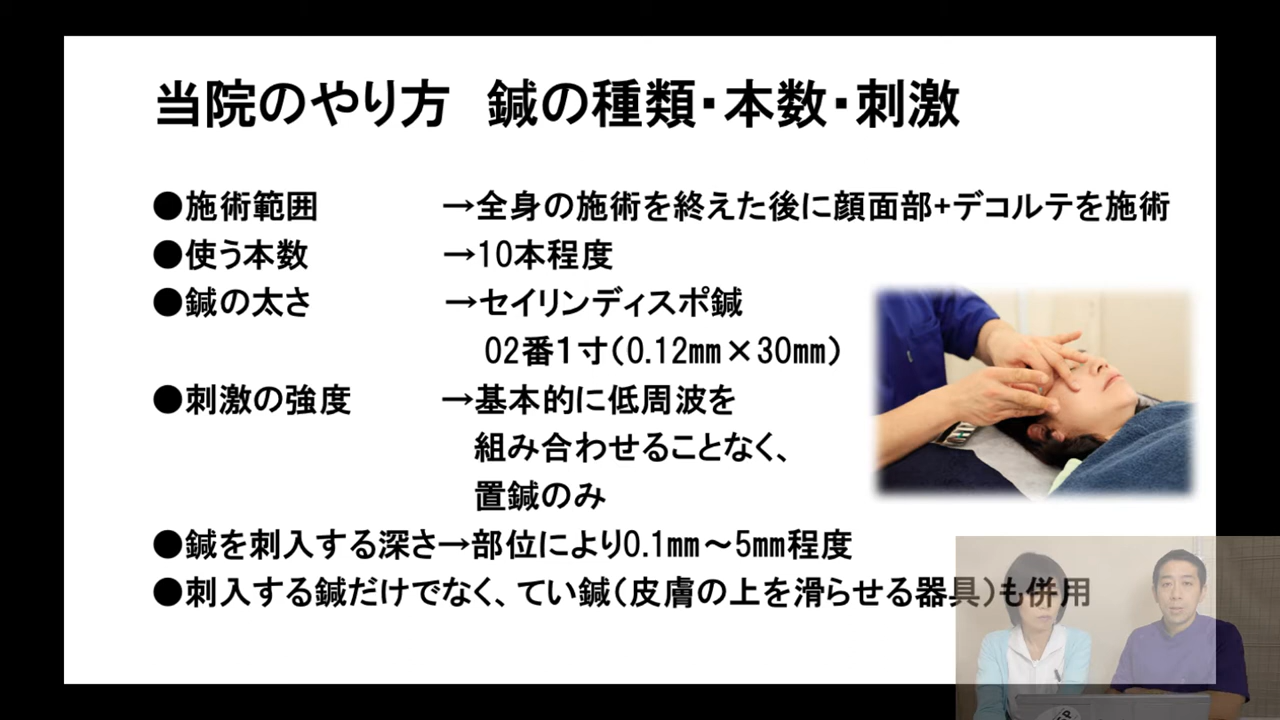 当院のやり方　鍼の種類・本数・刺激
●施術範囲　→全身の施術を終えた後に顔面部+デコルテを施術
●使う本数　→10本程度
●鍼の太さ　→セイリンディスポ鍼
02番1寸（0.12㎜×30㎜）
●刺激の強度　→基本的に低周波を
組み合わせることなく、
置鍼のみ
●鍼を刺入する深さ→部位により0.1㎜～5㎜程度
●刺入する鍼だけでなく、てい鍼（皮膚の上を滑らせる器具）も併用